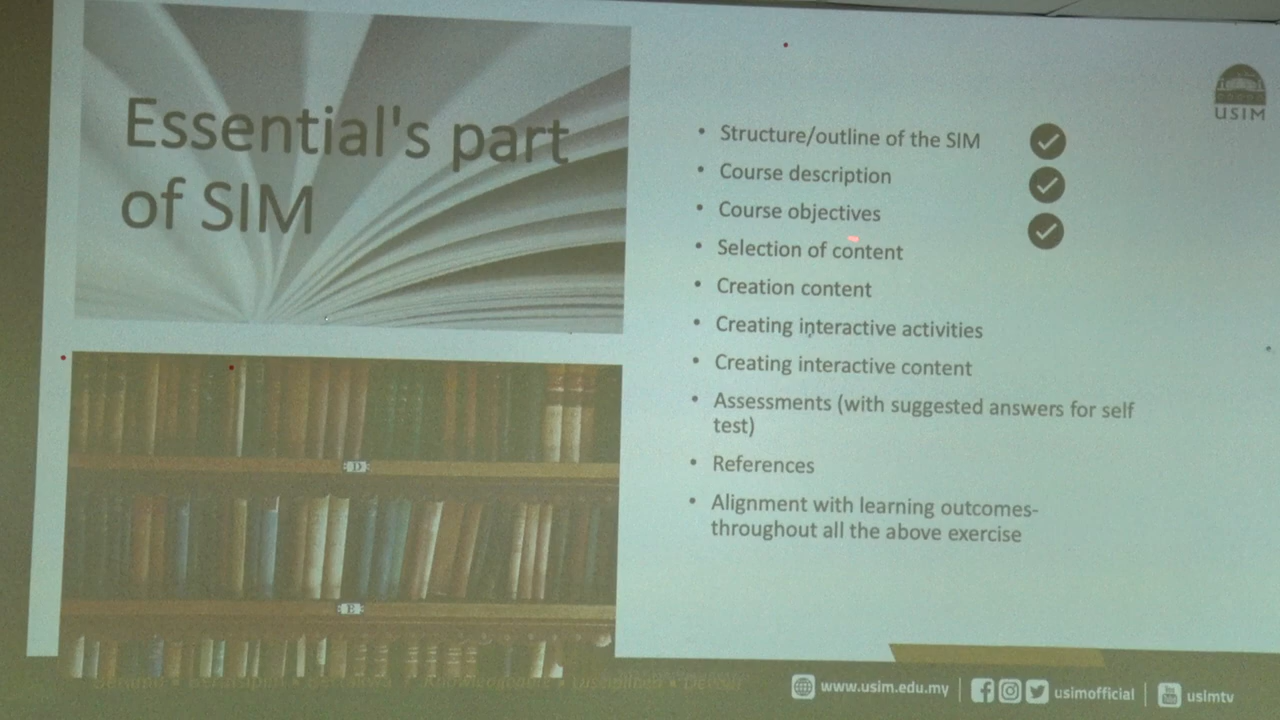 Essential's part
of SIM
USIM
• Structure/outline of the SIM
• Course description
• Course objectives
• Selection of content
• Creation content
• Creating interactive activities
• Creating interactive content
• Assessments (with suggested answers for self
test)
• References
• Alignment with learning outcomes-
throughout all the above exercise
D
E
www.usim.edu.my
usimofficial
You
Tube
usimtv